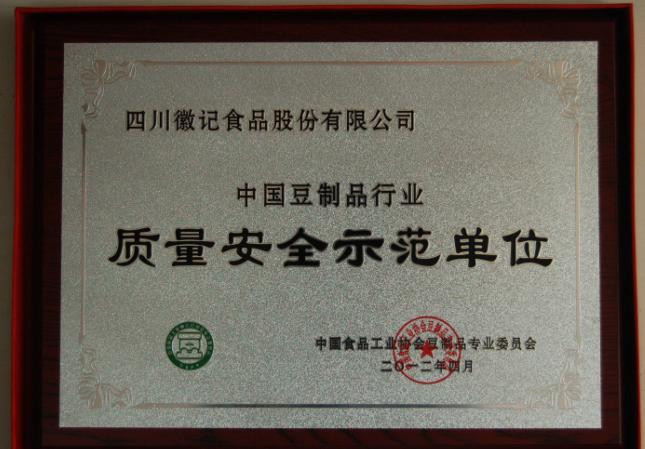 四川徽记食品股份有限公司
中国豆制品行业
质量安全示范单位
中国食品工业协会豆制品专业委员会
二〇一二年四月